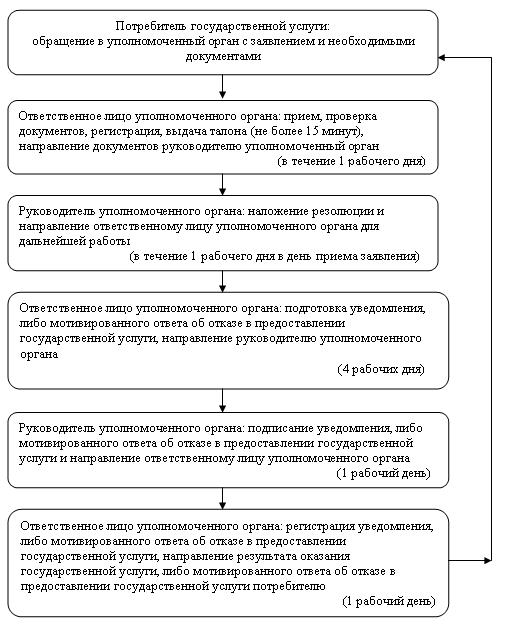 Потребитель государственной услуги:
обращение в уполномоченный орган с заявлением и необходимыми
документами
Ответственное лицо уполномоченного органа: прием, проверка
документов, регистрация, выдача талона (не более 15 минут),
направление документов руководителю уполномоченный орган
(в течение 1 рабочего дня)
Руководитель уполномоченного органа: наложение резолюции и
направление ответственному лицу уполномоченного органа для
дальнейшей работы
(в течение 1 рабочего дня в день приема заявления)
Ответственное лицо уполномоченного органа: подготовка уведомления,
либо мотивированного ответа об отказе в предоставлении
государственной услуги, направление руководителю уполномоченного
органа
(4 рабочих дня)
Руководитель уполномоченного органа: подписание уведомления, либо
мотивированного ответа об отказе в предоставлении государственной
услуги и направление ответственному лицу уполномоченного органа
(1 рабочий день)
Ответственное лицо уполномоченного органа: регистрация уведомления,
либо мотивированного ответа об отказе в предоставлении
государственной услуги, направление результата оказания
государственной услуги, либо мотивированного ответа об отказе в
предоставлении государственной услуги потребителю
(1 рабочий день)